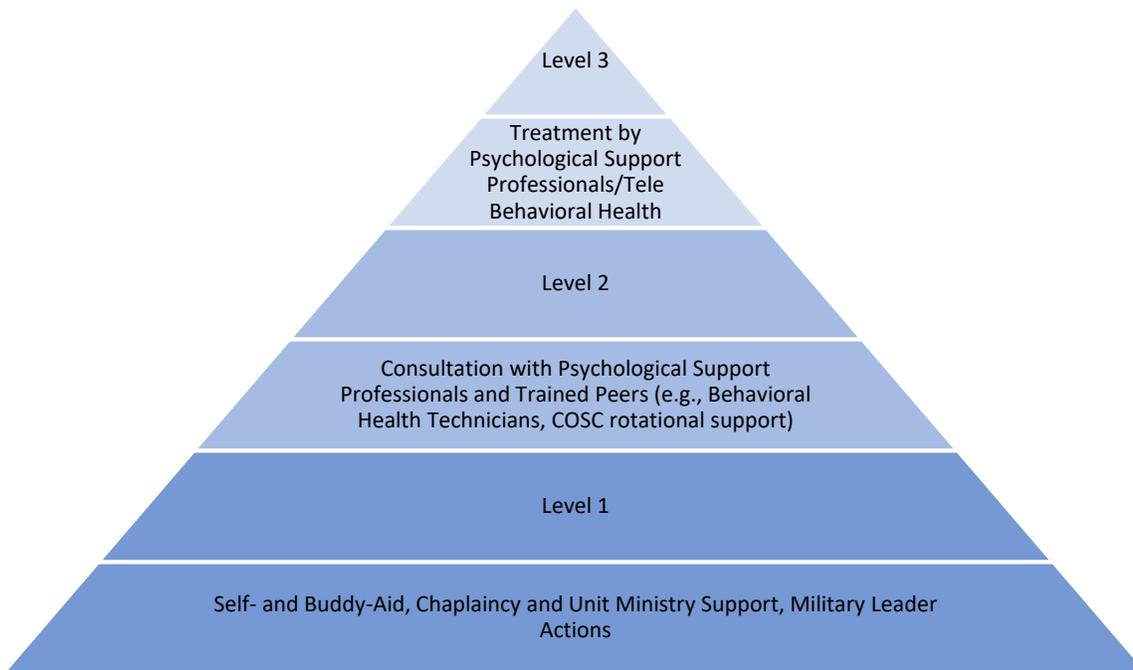 Level 3
Treatment by
Psychological Support
Professionals/Tele
Behavioral Health
Level 2
Consultation with Psychological Support
Professionals and Trained Peers (e.g., Behavioral
Health Technicians, COSC rotational support)
Level 1
Self- and Buddy-Aid, Chaplaincy and Unit Ministry Support, Military Leader
Actions